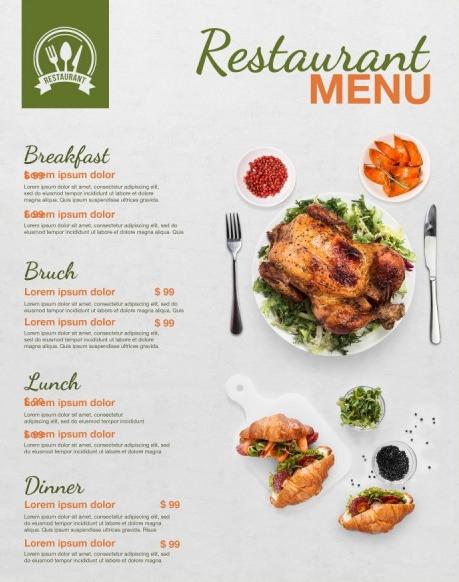 RESTAURANT
Restaurant
MENU
Breakfast
$ 99
Lorem ipsum dolor
Lorem ipsum dolor sit amet, consectetur adipiscing elit,
sed do eiusmod tempor incididunt ut labore et dolore
magna aliqua. Quis ipsum suspendisse ultrices gravida.
$ 99
Lorem ipsum dolor
Lorem ipsum dolor sit amet, consectetur adipiscing elit, sed do
eiusmod tempor incididunt ut labore et dolore magna aliqua. Quis
Bruch
Lorem ipsum dolor $ 99
Lorem ipsum dolor sit amet, consectetur adipiscing elit, sed do
eiusmod tempor incididunt ut labore et dolore magna aliqua. Quis
Lorem ipsum dolor $ 99
Lorem ipsum dolor sit amet, consectetur adipiscing elit,
sed do eiusmod tempor incididunt ut labore et dolore
magna aliqua. Quis ipsum suspendisse ultrices gravida.
Lunch
$ 99
Lorem ipsum dolor
Lorem ipsum dolor sit amet, consectetur
adipiscing elit, sed do eiusmod tempor incididunt
$ 99
Lorem ipsum dolor
Lorem ipsum dolor sit amet, consectetur adipiscing elit, sed
do eiusmod tempor incididunt ut labore et dolore magna
Dinner
Lorem ipsum dolor $ 99
Lorem ipsum dolor sit amet, consectetur adipiscing elit, sed
do eiusmod tempor incididunt ut labore et dolore magna
aliqua. Quis ipsum suspendisse ultrices gravida. Risus
Lorem ipsum dolor $ 99
Lorem ipsum dolor sit amet, consectetur adipiscing elit, sed
do eiusmod tempor incididunt ut labore et dolore magna
aliqua. Quis ipsum suspendisse ultrices gravida.